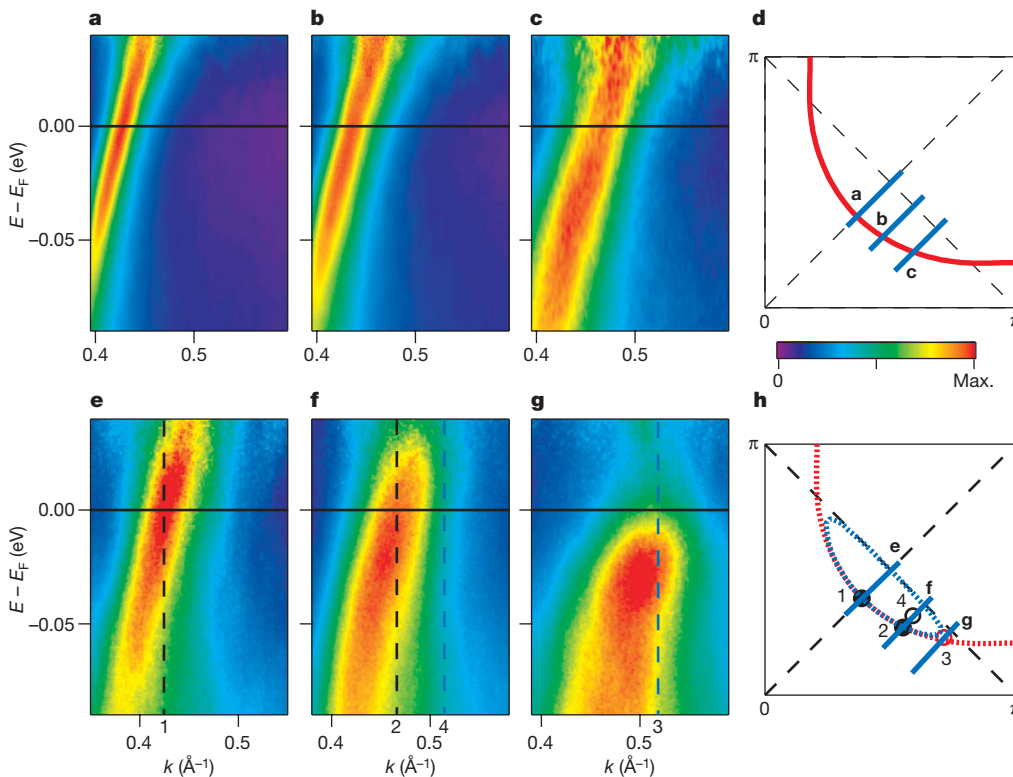 a b c d
π
0.00
–0.05
E – E_F (eV)
0.4 0.5 0.4 0.5 0.4 0.5
a
b
c
0
0 Max.
e f g h
π
0.00
–0.05
E – E_F (eV)
e
f
g
1
2
4
3
0
1 2 4 3
0.4 0.5 0.4 0.5 0.4 0.5
k (Å⁻¹) k (Å⁻¹) k (Å⁻¹)